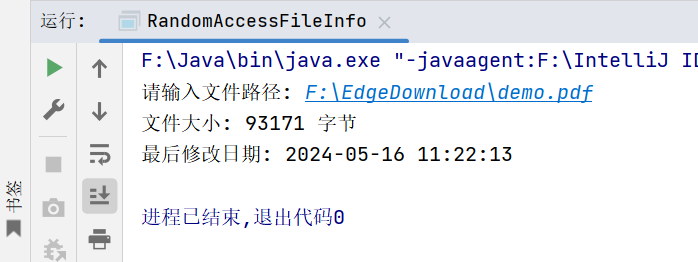 运行: RandomAccessFileInfo
F:\Java\bin\java.exe "-javaagent:F:\IntelliJ ID
请输入文件路径: F:\EdgeDownload\demo.pdf
文件大小: 93171 字节
最后修改日期: 2024-05-16 11:22:13
进程已结束,退出代码0
书签